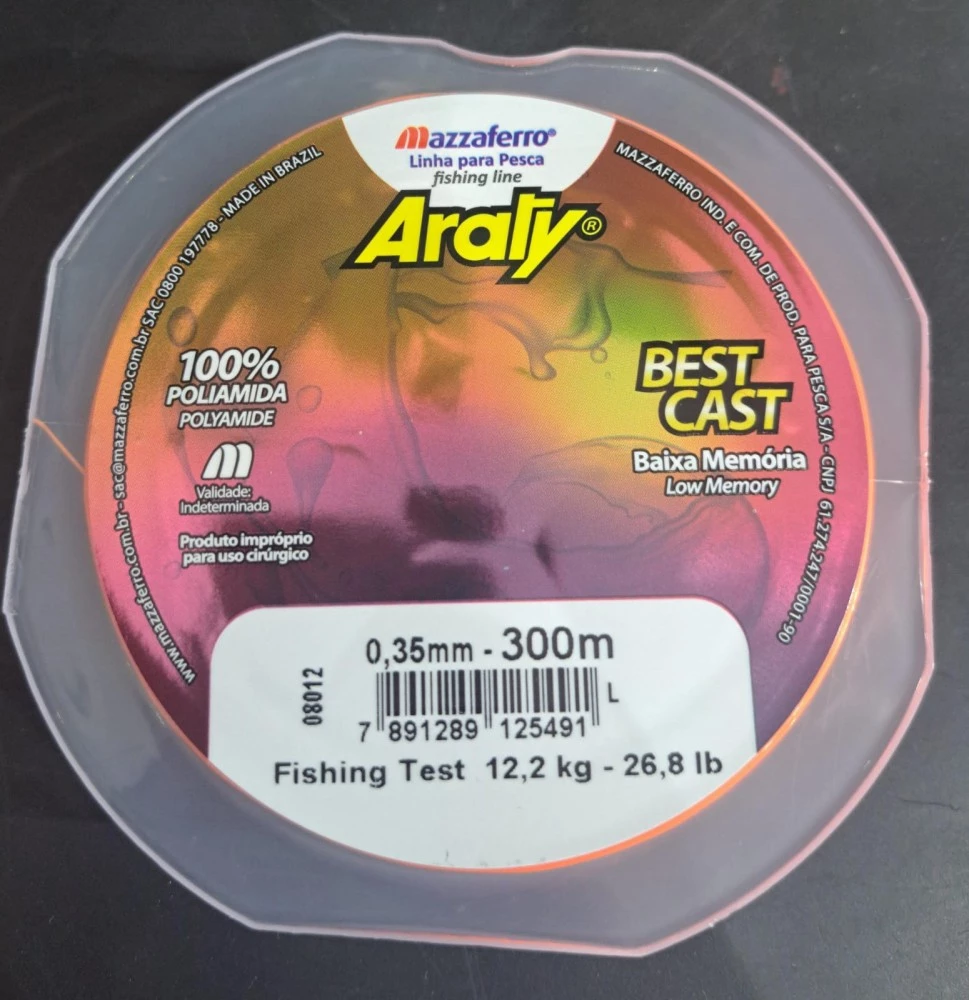 Mazzaferro®
Linha para Pesca
fishing line
Araty®
www.mazzaferro.com.br - sac@mazzaferro.com.br SAC 0800 197778 - MADE IN BRAZIL
MAZZAFERRO IND. E COM. DE PROD. PARA PESCA S/A - CNPJ 61.274.247/0001-90
100%
POLIAMIDA
POLYAMIDE
Validade:
Indeterminada
Produto impróprio
para uso cirúrgico
BEST
CAST
Baixa Memória
Low Memory
0,35mm - 300m
08012
L
7 891289 125491
Fishing Test 12,2 kg - 26,8 lb